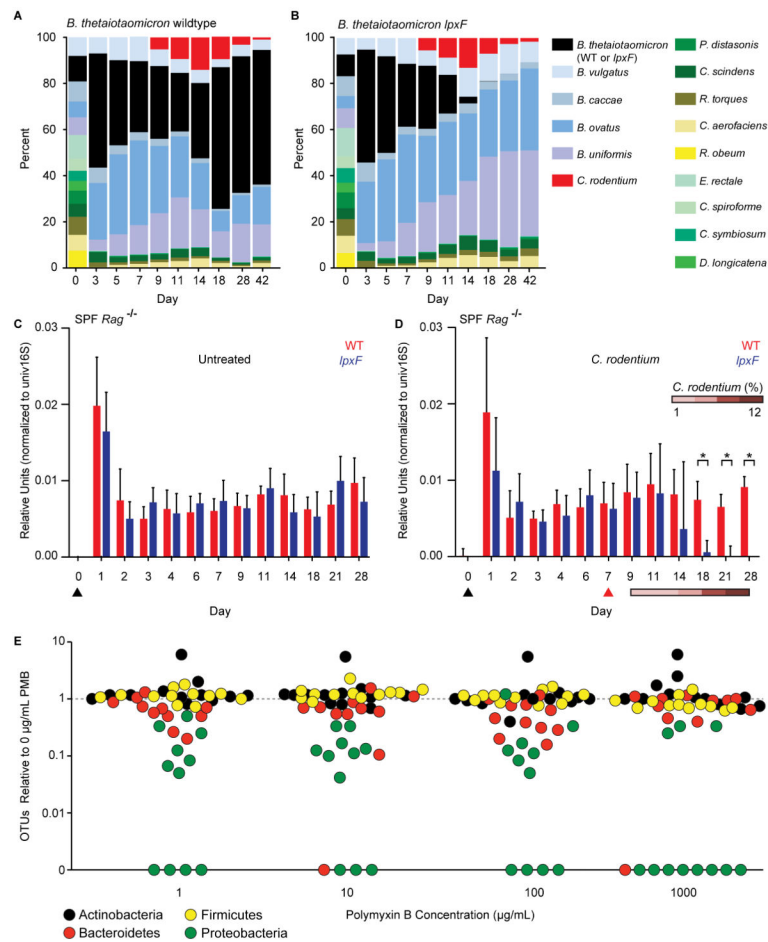 A
B. thetaiotaomicron wildtype
100
80
60
40
20
0
Percent
0 3 5 7 9 11 14 18 28 42
Day
B
B. thetaiotaomicron lpxF
100
80
60
40
20
0
Percent
0 3 5 7 9 11 14 18 28 42
Day
B. thetaiotaomicron
(WT or lpxF)
B. vulgatus
B. caccae
B. ovatus
B. uniformis
C. rodentium
P. distasonis
C. scindens
R. torques
C. aerofaciens
R. obeum
E. rectale
C. spiroforme
C. symbiosum
D. longicatena
C
SPF Rag -/-
Untreated
WT
lpxF
0.03
0.02
0.01
0.00
Relative Units (normalized to univ16S)
0 1 2 3 4 6 7 9 11 14 18 21 28
Day
D
SPF Rag -/-
C. rodentium
WT
lpxF
C. rodentium (%)
1 12
* * *
0.03
0.02
0.01
0.00
Relative Units (normalized to univ16S)
0 1 2 3 4 6 7 9 11 14 18 21 28
Day
E
10
1
0.1
0.01
0
OTUs Relative to 0 µg/mL PMB
1 10 100 1000
Polymyxin B Concentration (µg/mL)
Actinobacteria
Firmicutes
Bacteroidetes
Proteobacteria